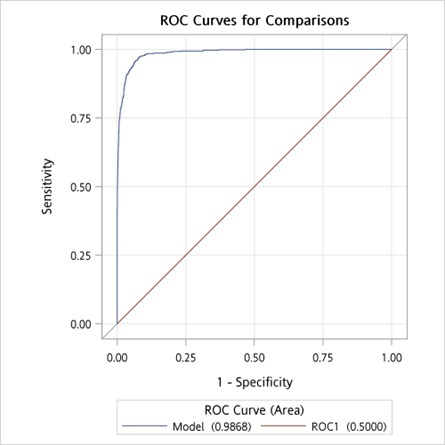 ROC Curves for Comparisons
1.00
0.75
0.50
0.25
0.00
Sensitivity
0.00 0.25 0.50 0.75 1.00
1 - Specificity
ROC Curve (Area)
Model (0.9868) ROC1 (0.5000)